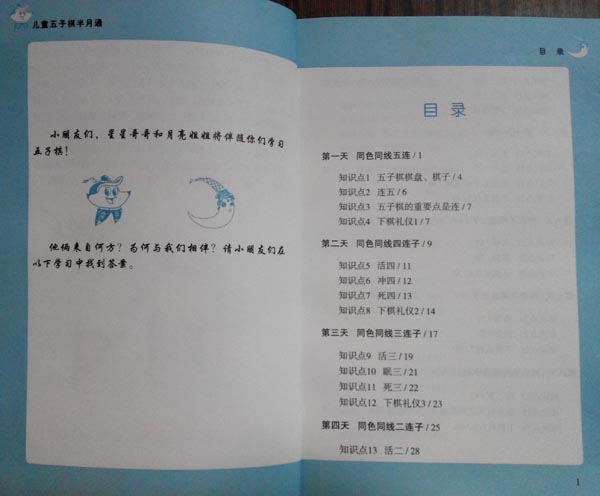 儿童五子棋半月通
小朋友们，星星哥哥和月亮姐姐将伴随你们学习
五子棋！
他俩来自何方？为何与我们相伴？请小朋友们在
以下学习中找到答案。
目 录
目 录
第一天 同色同线五连 / 1
知识点1 五子棋棋盘、棋子 / 4
知识点2 连五 / 6
知识点3 五子棋的重要点是连 / 7
知识点4 下棋礼仪1 / 7
第二天 同色同线四连子 / 9
知识点5 活四 / 11
知识点6 冲四 / 12
知识点7 死四 / 13
知识点8 下棋礼仪2 / 14
第三天 同色同线三连子 / 17
知识点9 活三 / 19
知识点10 眠三 / 21
知识点11 死三 / 22
知识点12 下棋礼仪3 / 23
第四天 同色同线二连子 / 25
知识点13 活二 / 28
1